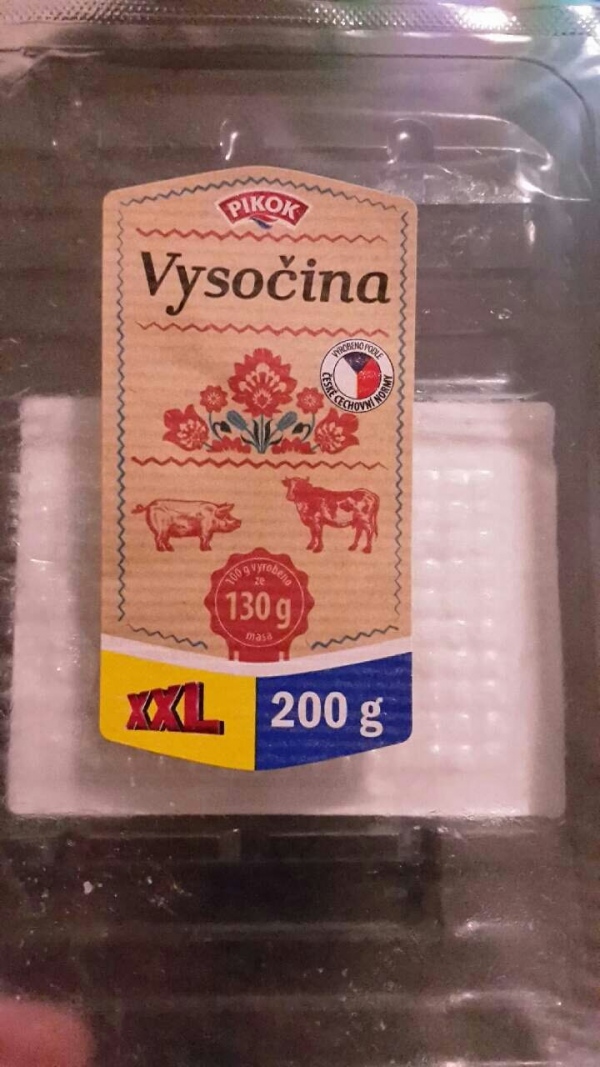 PIKOK
Vysočina
VYROBENO PODLE
ČESKÉ CECHOVNÍ NORMY
100 g vyrobeno
ze
130 g
masa
XXL
200 g